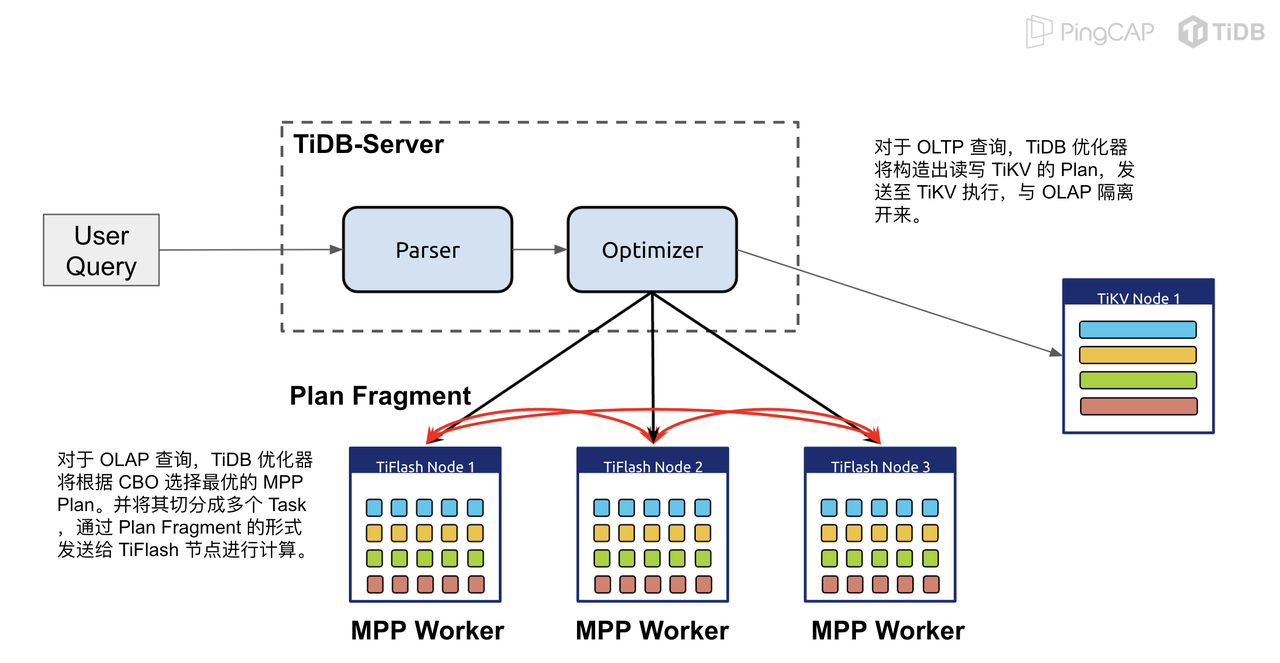 PingCAP TiDB
TiDB-Server
对于 OLTP 查询，TiDB 优化器
将构造出读写 TiKV 的 Plan，发
送至 TiKV 执行，与 OLAP 隔离
开来。
User
Query
Parser
Optimizer
TiKV Node 1
Plan Fragment
对于 OLAP 查询，TiDB 优化器
将根据 CBO 选择最优的 MPP
Plan。并将其切分成多个 Task
，通过 Plan Fragment 的形式
发送给 TiFlash 节点进行计算。
TiFlash Node 1
TiFlash Node 2
TiFlash Node 3
MPP Worker
MPP Worker
MPP Worker